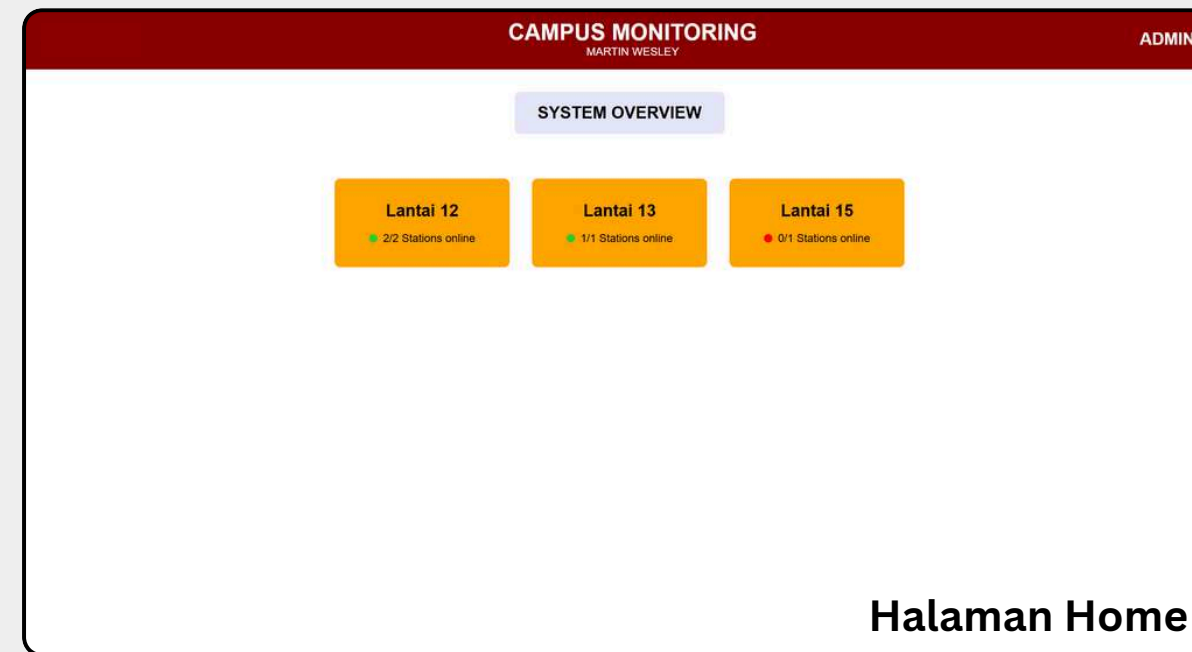 CAMPUS MONITORING
MARTIN WESLEY
ADMIN
SYSTEM OVERVIEW
Lantai 12
2/2 Stations online
Lantai 13
1/1 Stations online
Lantai 15
0/1 Stations online
Halaman Home